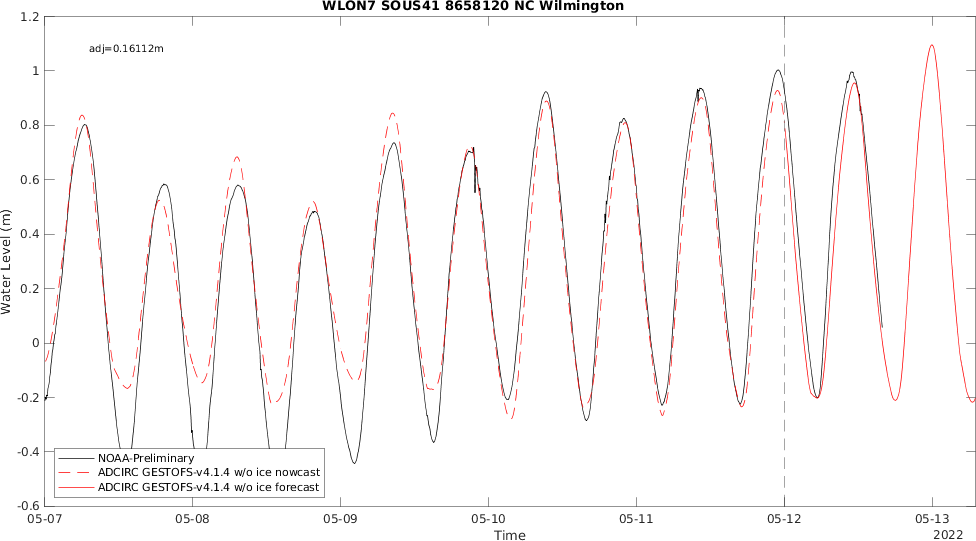 WLON7 SOUS41 8658120 NC Wilmington
adj=0.16112m
1.2
1
0.8
0.6
0.4
0.2
0
-0.2
-0.4
-0.6
Water Level (m)
NOAA-Preliminary
ADCIRC GESTOFS-v4.1.4 w/o ice nowcast
ADCIRC GESTOFS-v4.1.4 w/o ice forecast
05-07 05-08 05-09 05-10 05-11 05-12 05-13
Time
2022